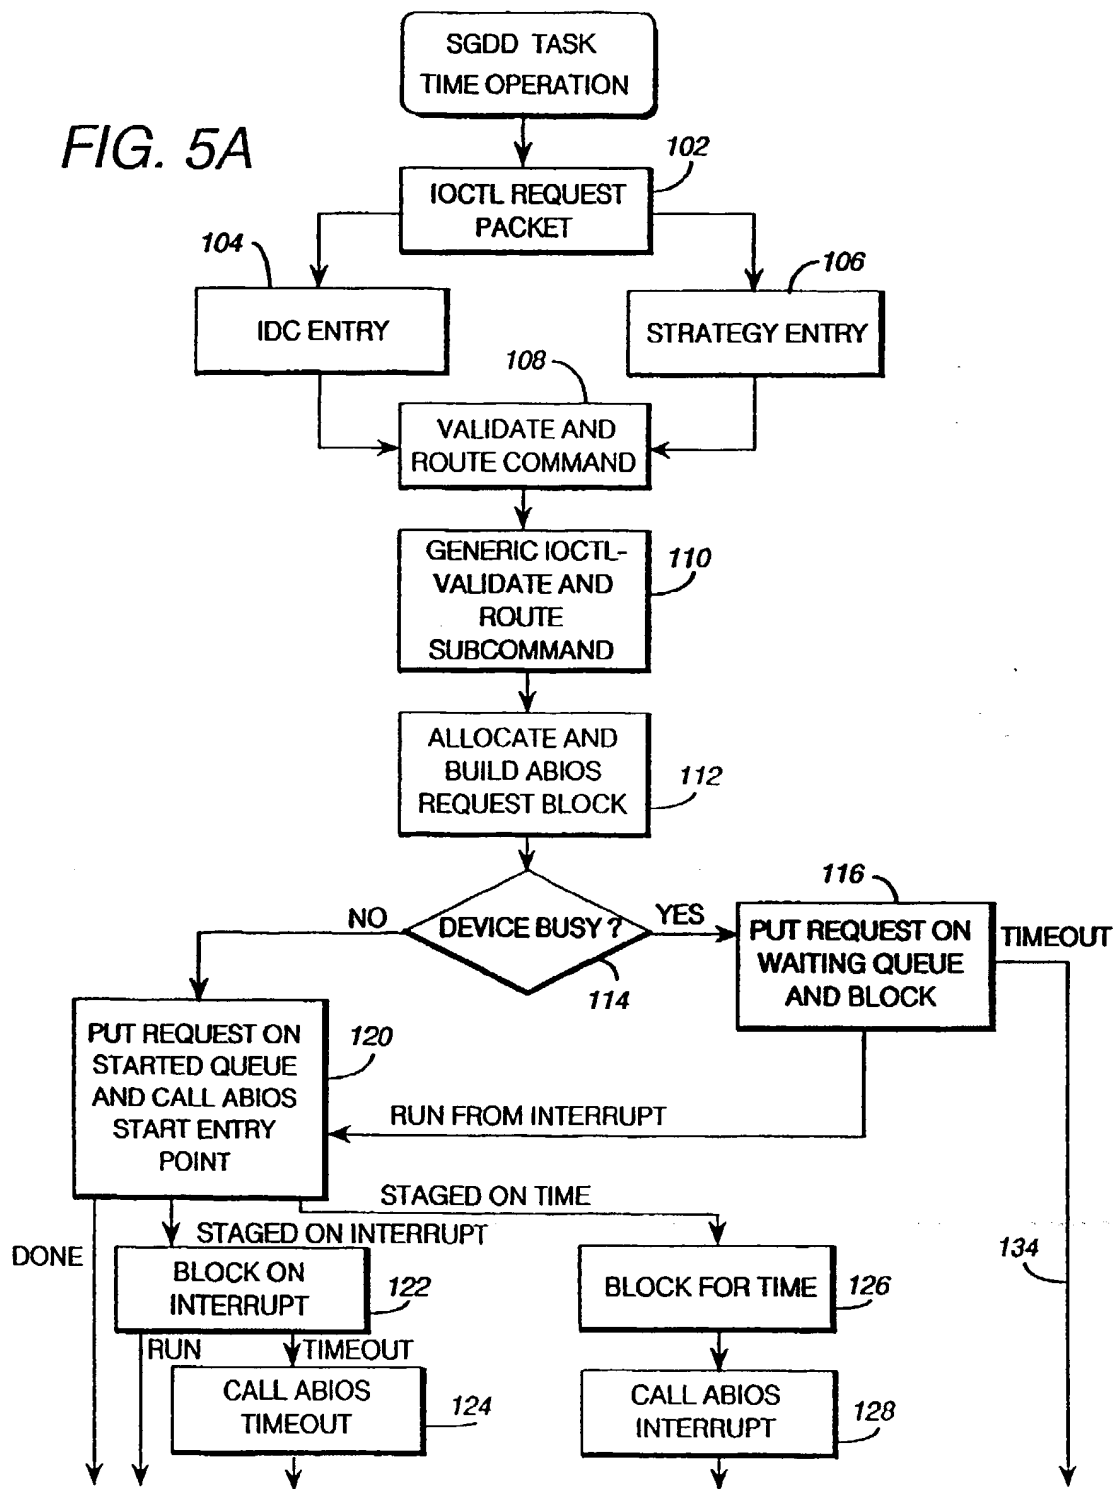 SGDD TASK
TIME OPERATION
FIG. 5A
102
IOCTL REQUEST
PACKET
104
106
IDC ENTRY
STRATEGY ENTRY
108
VALIDATE AND
ROUTE COMMAND
GENERIC IOCTL-
VALIDATE AND
ROUTE
SUBCOMMAND
110
ALLOCATE AND
BUILD ABIOS
REQUEST BLOCK
112
116
NO
DEVICE BUSY ?
YES
114
PUT REQUEST ON
WAITING QUEUE
AND BLOCK
TIMEOUT
PUT REQUEST ON
STARTED QUEUE
AND CALL ABIOS
START ENTRY
POINT
120
RUN FROM INTERRUPT
STAGED ON TIME
STAGED ON INTERRUPT
DONE
134
BLOCK ON
INTERRUPT
122
BLOCK FOR TIME
126
RUN
TIMEOUT
CALL ABIOS
TIMEOUT
124
CALL ABIOS
INTERRUPT
128